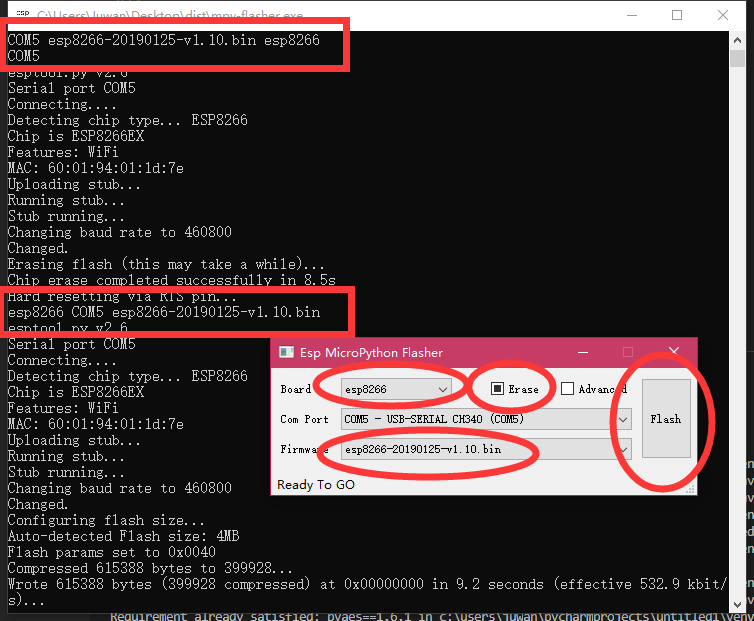 esp C:\Users\Juwan\Desktop\dist\mpy-flasher.exe
COM5 esp8266-20190125-v1.10.bin esp8266
COM5
esptool.py v2.6
Serial port COM5
Connecting....
Detecting chip type... ESP8266
Chip is ESP8266EX
Features: WiFi
MAC: 60:01:94:01:1d:7e
Uploading stub...
Running stub...
Stub running...
Changing baud rate to 460800
Changed.
Erasing flash (this may take a while)...
Chip erase completed successfully in 8.5s
Hard resetting via RTS pin...
esp8266 COM5 esp8266-20190125-v1.10.bin
esptool.py v2.6
Serial port COM5
Connecting....
Detecting chip type... ESP8266
Chip is ESP8266EX
Features: WiFi
MAC: 60:01:94:01:1d:7e
Uploading stub...
Running stub...
Stub running...
Changing baud rate to 460800
Changed.
Configuring flash size...
Auto-detected Flash size: 4MB
Flash params set to 0x0040
Compressed 615388 bytes to 399928...
Wrote 615388 bytes (399928 compressed) at 0x00000000 in 9.2 seconds (effective 532.9 kbit/
s)...
Esp MicroPython Flasher
Board esp8266 Erase Advanced
Com Port COM5 - USB-SERIAL CH340 (COM5)
Flash
Firmware esp8266-20190125-v1.10.bin
Ready To GO
Requirement already satisfied: pyaes==1.6.1 in c:\users\juwan\pycharmprojects\untitled1\venv